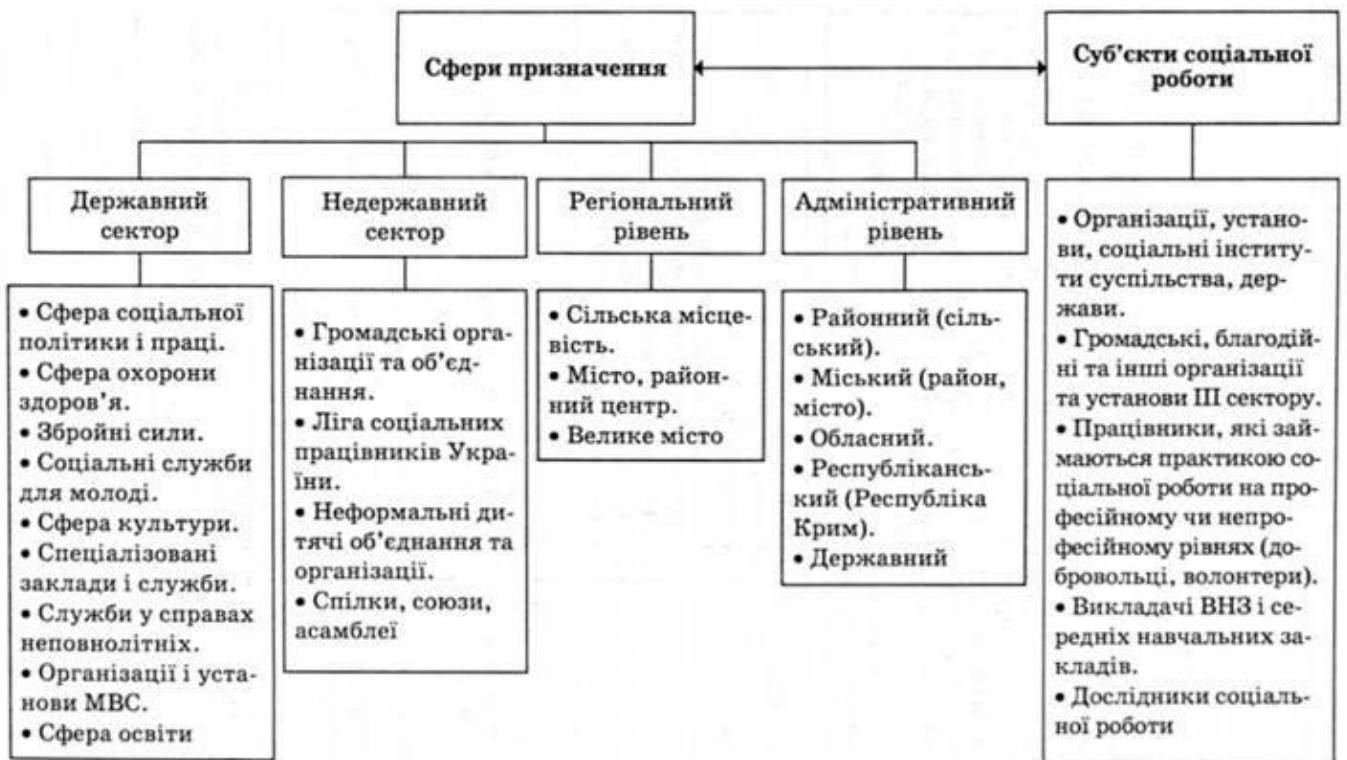 Сфери призначення
Суб’єкти соціальної
роботи
Державний
сектор
Недержавний
сектор
Регіональний
рівень
Адміністративний
рівень
• Сфера соціальної
політики і праці.
• Сфера охорони
здоров’я.
• Збройні сили.
• Соціальні служби
для молоді.
• Сфера культури.
• Спеціалізовані
заклади і служби.
• Служби у справах
неповнолітніх.
• Організації і уста-
нови МВС.
• Сфера освіти
• Громадські орга-
нізації та об’єд-
нання.
• Ліга соціальних
працівників Укра-
їни.
• Неформальні ди-
тячі об’єднання та
організації.
• Спілки, союзи,
асамблеї
• Сільська місце-
вість.
• Місто, район-
ний центр.
• Велике місто
• Районний (сіль-
ський).
• Міський (район,
місто).
• Обласний.
• Республікансь-
кий (Республіка
Крим).
• Державний
• Організації, устано-
ви, соціальні інститу-
ти суспільства, дер-
жави.
• Громадські, благодій-
ні та інші організації
та установи III сектору.
• Працівники, які зай-
маються практикою со-
ціальної роботи на про-
фесійному чи непро-
фесійному рівнях (до-
бровольці, волонтери).
• Викладачі ВНЗ і се-
редніх навчальних за-
кладів.
• Дослідники соціаль-
ної роботи